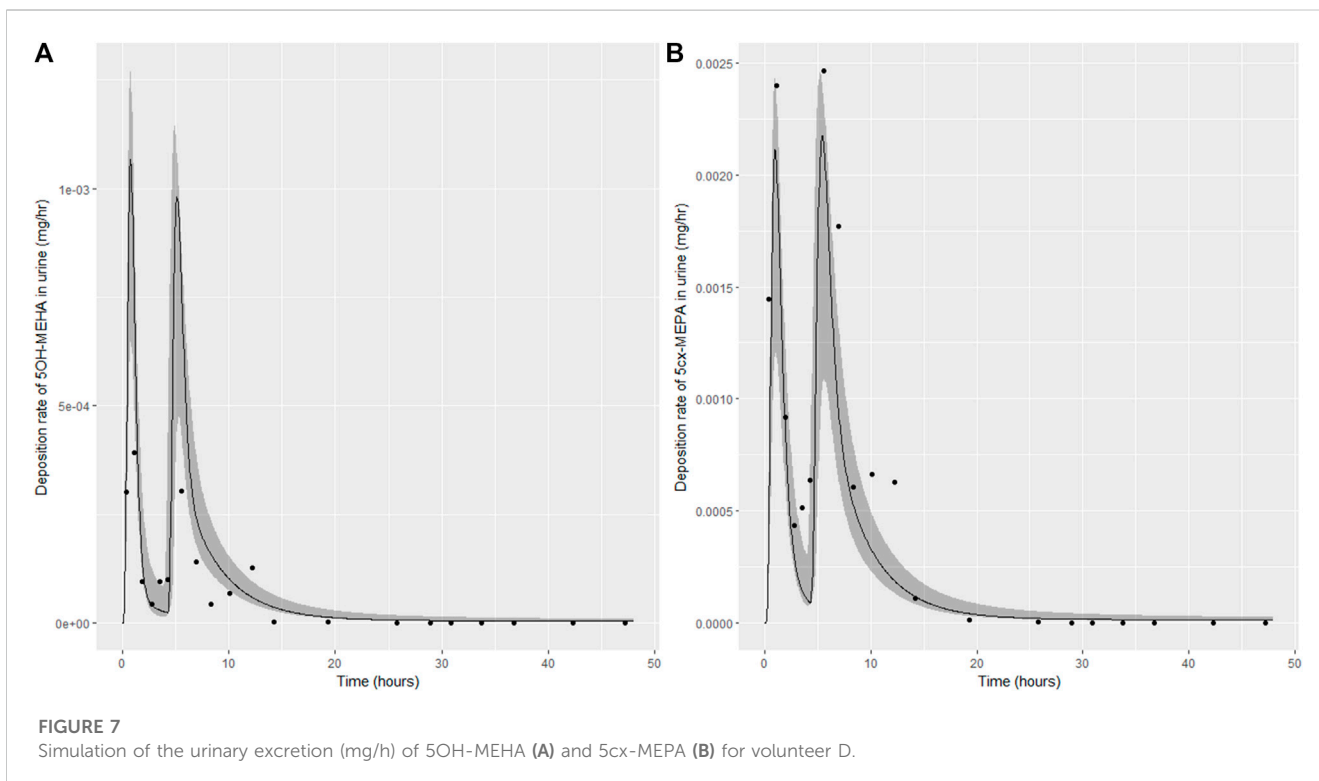 A
Deposition rate of 5OH-MEHA in urine (mg/hr)
1e-03
5e-04
0e+00
0 10 20 30 40 50
Time (hours)
B
Deposition rate of 5cx-MEPA in urine (mg/hr)
0.0025
0.0020
0.0015
0.0010
0.0005
0.0000
0 10 20 30 40 50
Time (hours)
FIGURE 7
Simulation of the urinary excretion (mg/h) of 5OH-MEHA (A) and 5cx-MEPA (B) for volunteer D.